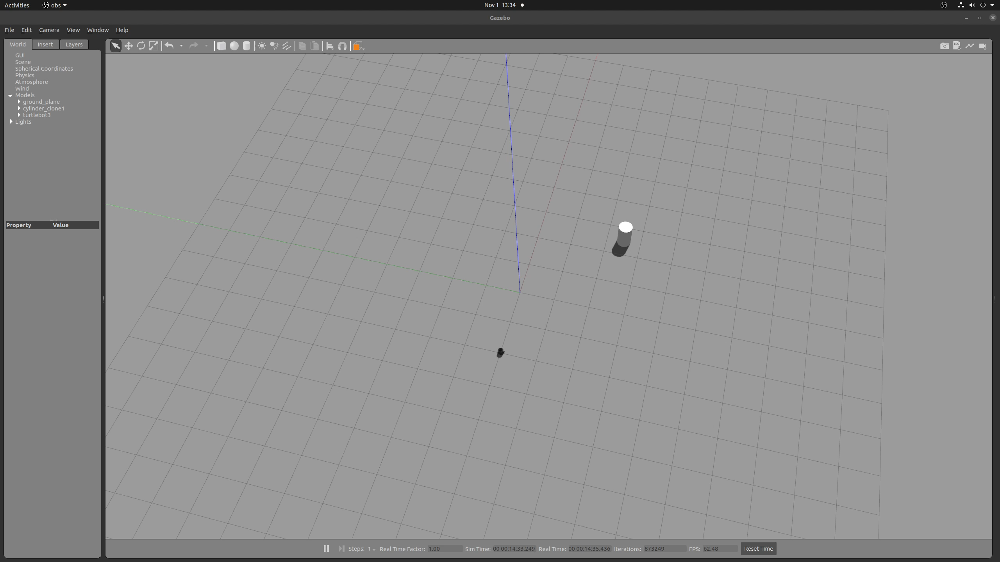 Activities obs Nov 1 13:34
Gazebo
File Edit Camera View Window Help
World Insert Layers
LOG
GUI
Scene
Spherical Coordinates
Physics
Atmosphere
Wind
Models
ground_plane
cylinder_clone1
turtlebot3
Lights
Property Value
Steps: 1 Real Time Factor: 1.00 Sim Time: 00 00:14:33.249 Real Time: 00 00:14:35.436 Iterations: 873249 FPS: 62.48 Reset Time